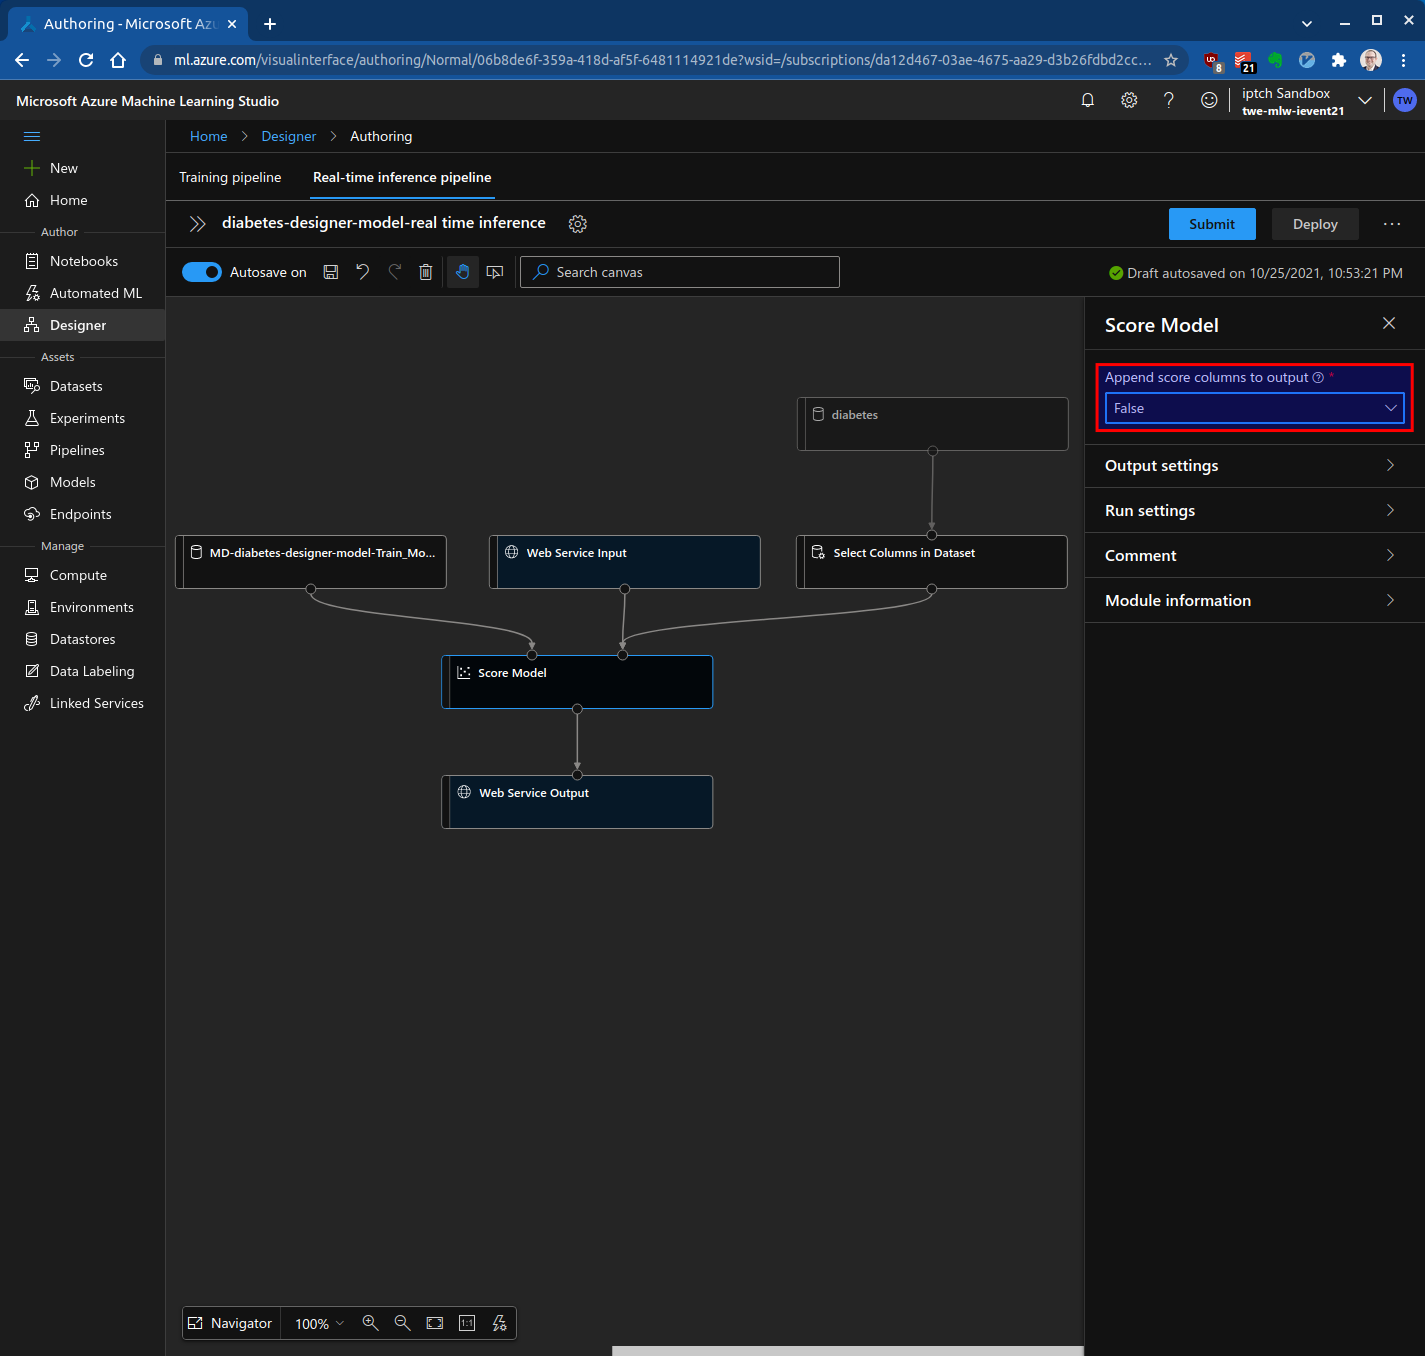 Authoring - Microsoft Azu
ml.azure.com/visualinterface/authoring/Normal/06b8de6f-359a-418d-af5f-6481114921de?wsid=/subscriptions/da12d467-03ae-4675-aa29-d3b26fdbd2cc...
8
21
Microsoft Azure Machine Learning Studio
iptch Sandbox
twe-mlw-ievent21
TW
Home
Designer
Authoring
New
Home
Author
Notebooks
Automated ML
Designer
Assets
Datasets
Experiments
Pipelines
Models
Endpoints
Manage
Compute
Environments
Datastores
Data Labeling
Linked Services
Training pipeline
Real-time inference pipeline
diabetes-designer-model-real time inference
Submit
Deploy
Autosave on
Search canvas
Draft autosaved on 10/25/2021, 10:53:21 PM
diabetes
MD-diabetes-designer-model-Train_Mo...
Web Service Input
Select Columns in Dataset
Score Model
Web Service Output
Score Model
Append score columns to output *
False
Output settings
Run settings
Comment
Module information
Navigator
100%
1:1